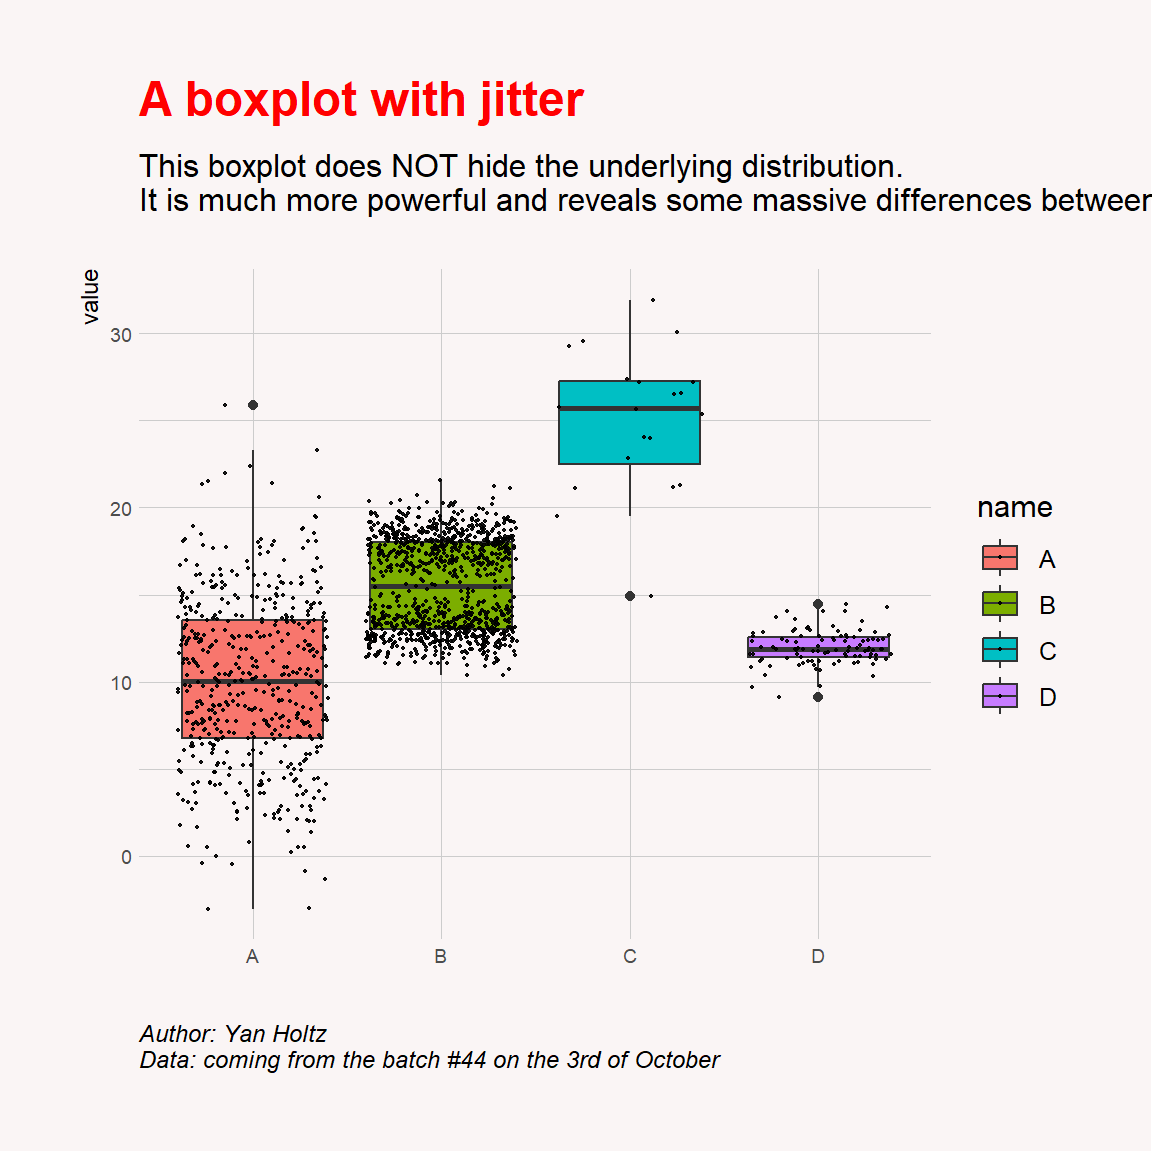 A boxplot with jitter
This boxplot does NOT hide the underlying distribution.
It is much more powerful and reveals some massive differences between
value
30
20
10
0
A
B
C
D
name
A
B
C
D
Author: Yan Holtz
Data: coming from the batch #44 on the 3rd of October